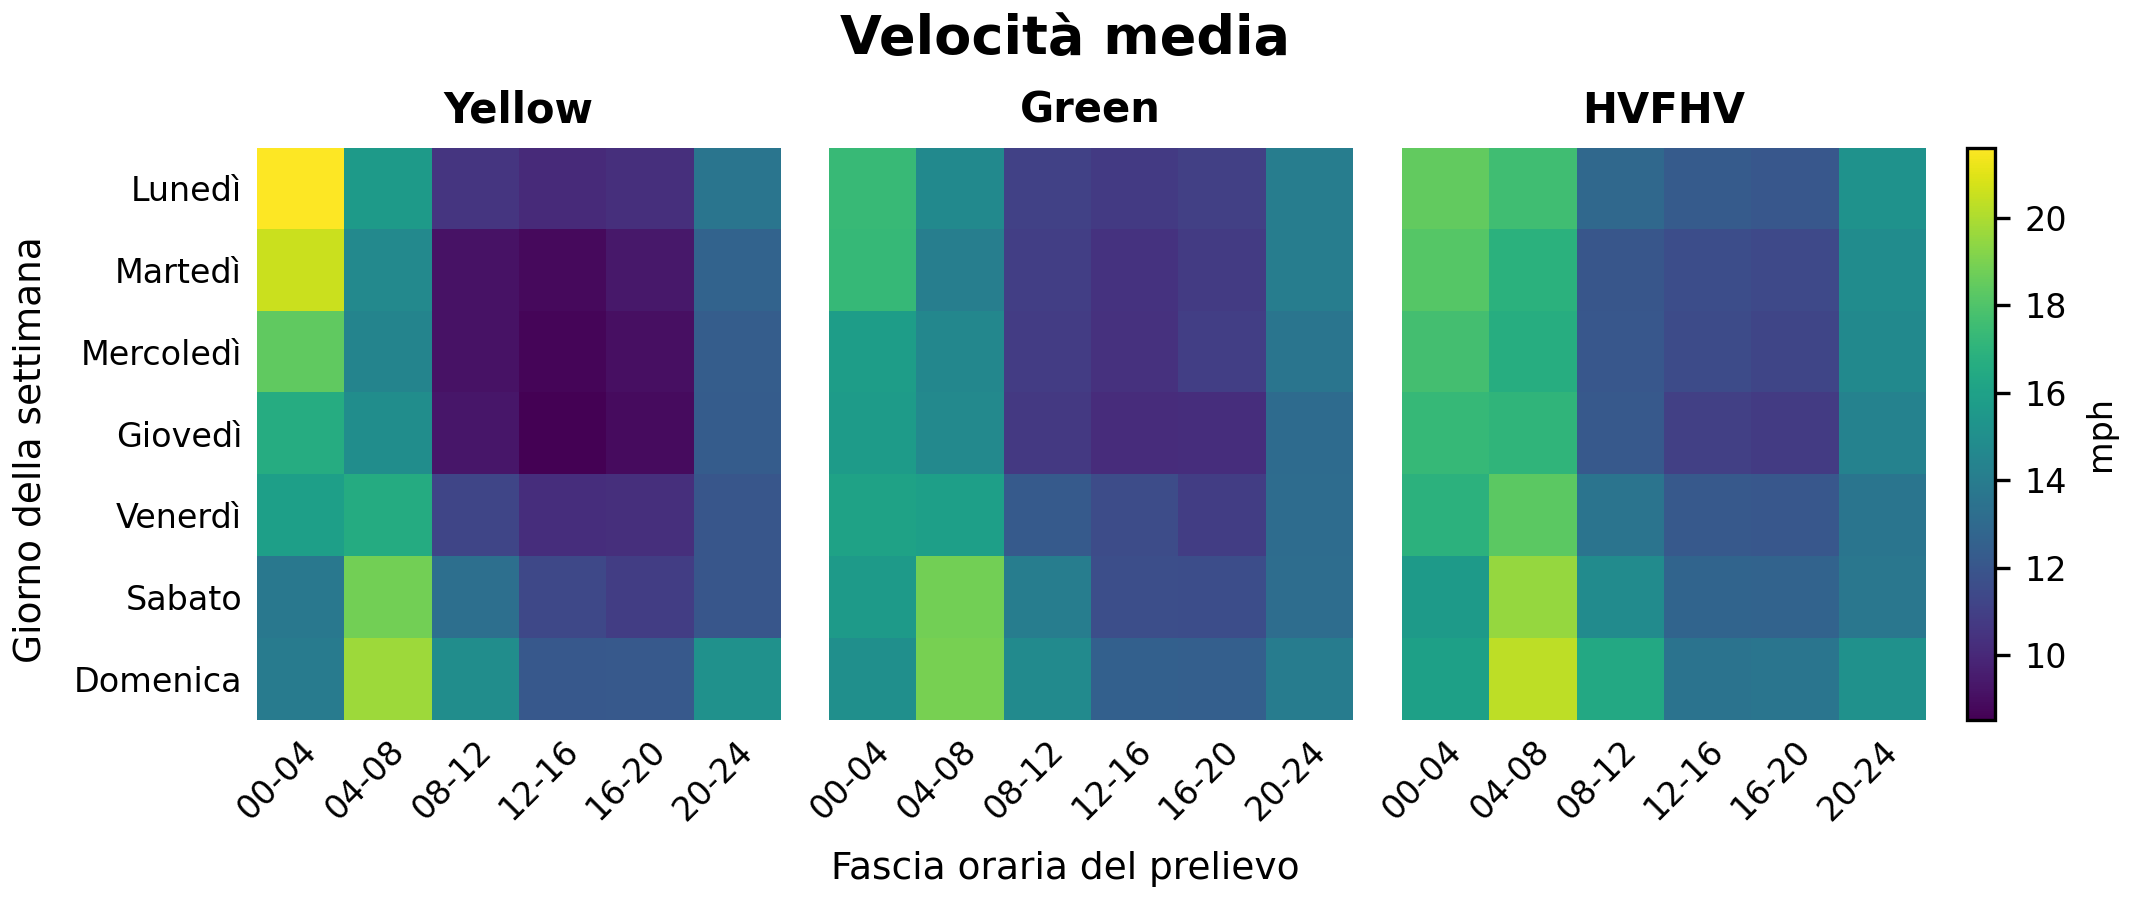 Velocità media
Yellow
Green
HVFHV
Giorno della settimana
Lunedì
Martedì
Mercoledì
Giovedì
Venerdì
Sabato
Domenica
00-04
04-08
08-12
12-16
16-20
20-24
00-04
04-08
08-12
12-16
16-20
20-24
00-04
04-08
08-12
12-16
16-20
20-24
Fascia oraria del prelievo
20
18
16
14
12
10
mph